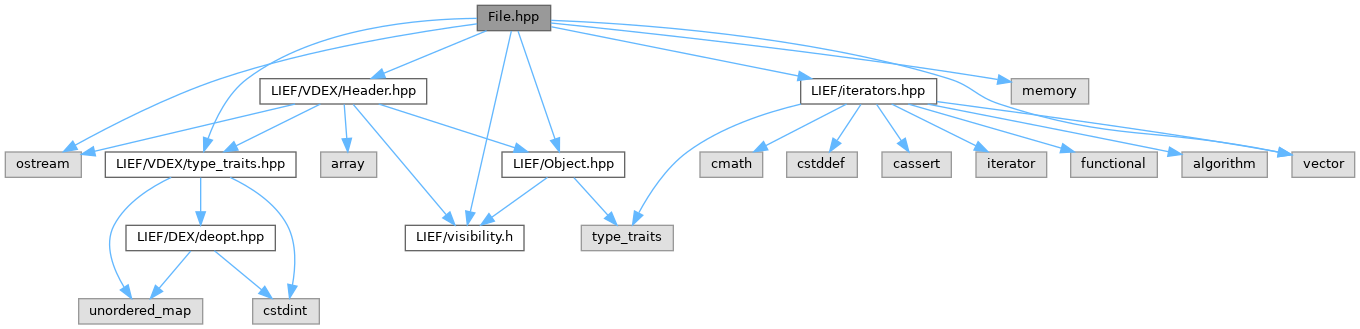 File.hpp
LIEF/VDEX/Header.hpp
LIEF/iterators.hpp
memory
ostream
LIEF/VDEX/type_traits.hpp
array
LIEF/Object.hpp
cmath
cstddef
cassert
iterator
functional
algorithm
vector
LIEF/DEX/deopt.hpp
LIEF/visibility.h
type_traits
unordered_map
cstdint